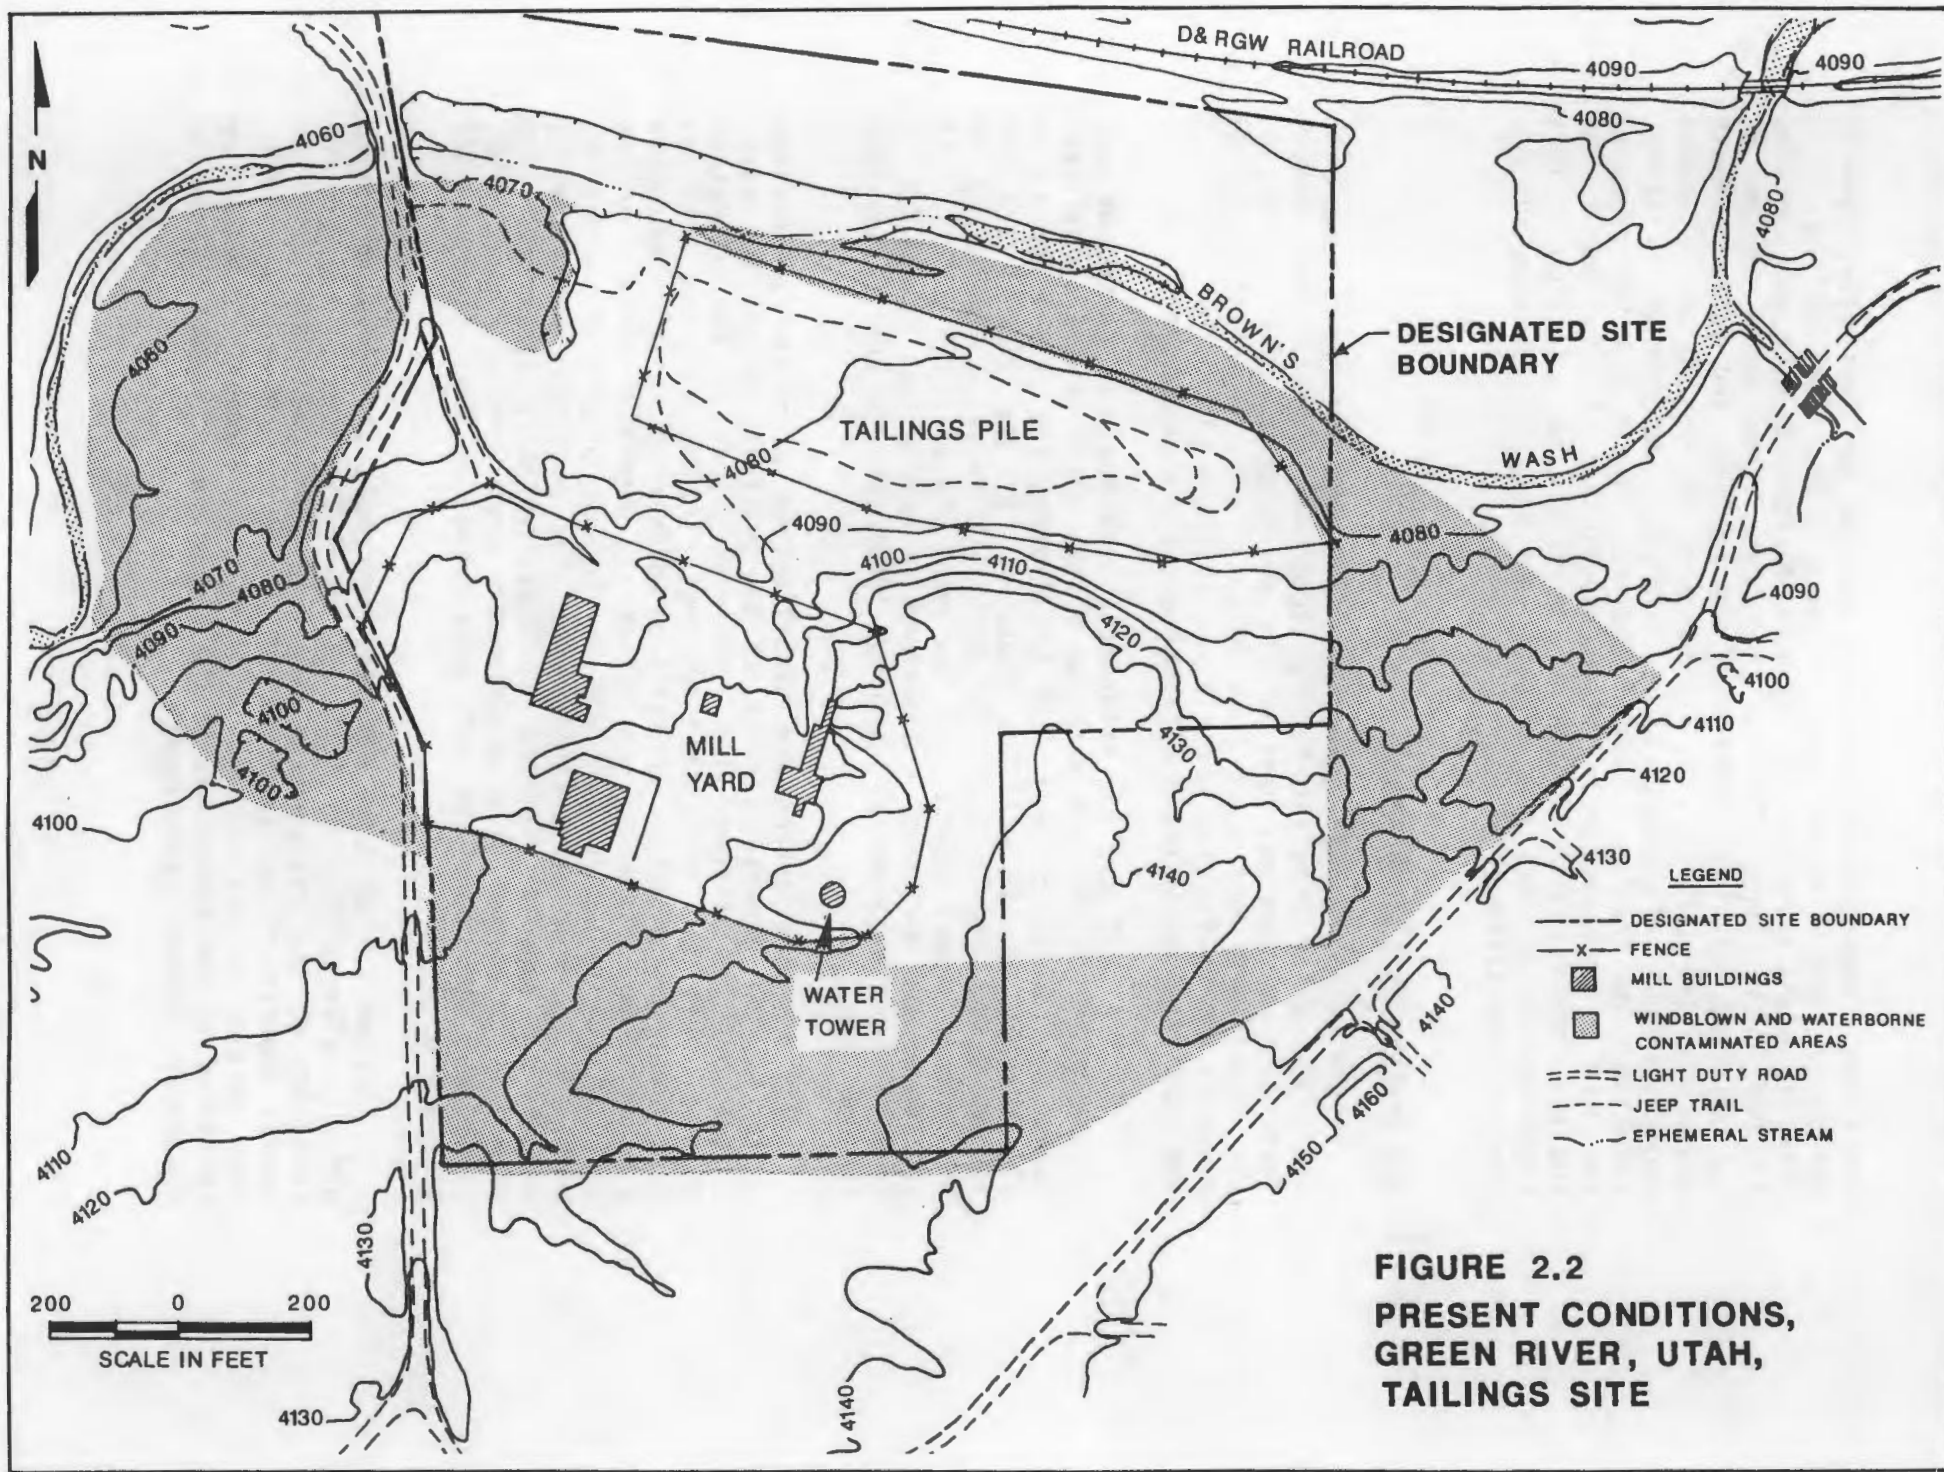 D&RGW RAILROAD
4090
4090
4080
4060
N
4070
4080
BROWN'S
DESIGNATED SITE
BOUNDARY
4060
TAILINGS PILE
WASH
4080
4090
4080
4100
4070
4110
4080
4090
4090
4120
4100
4100
4110
4130
MILL
YARD
4100
4120
4100
4130
4140
LEGEND
DESIGNATED SITE BOUNDARY
FENCE
MILL BUILDINGS
WATER
TOWER
4140
WINDBLOWN AND WATERBORNE
CONTAMINATED AREAS
LIGHT DUTY ROAD
4160
JEEP TRAIL
EPHEMERAL STREAM
4110
4150
4120
4130
FIGURE 2.2
PRESENT CONDITIONS,
GREEN RIVER, UTAH,
TAILINGS SITE
200 0 200
SCALE IN FEET
4130
4140